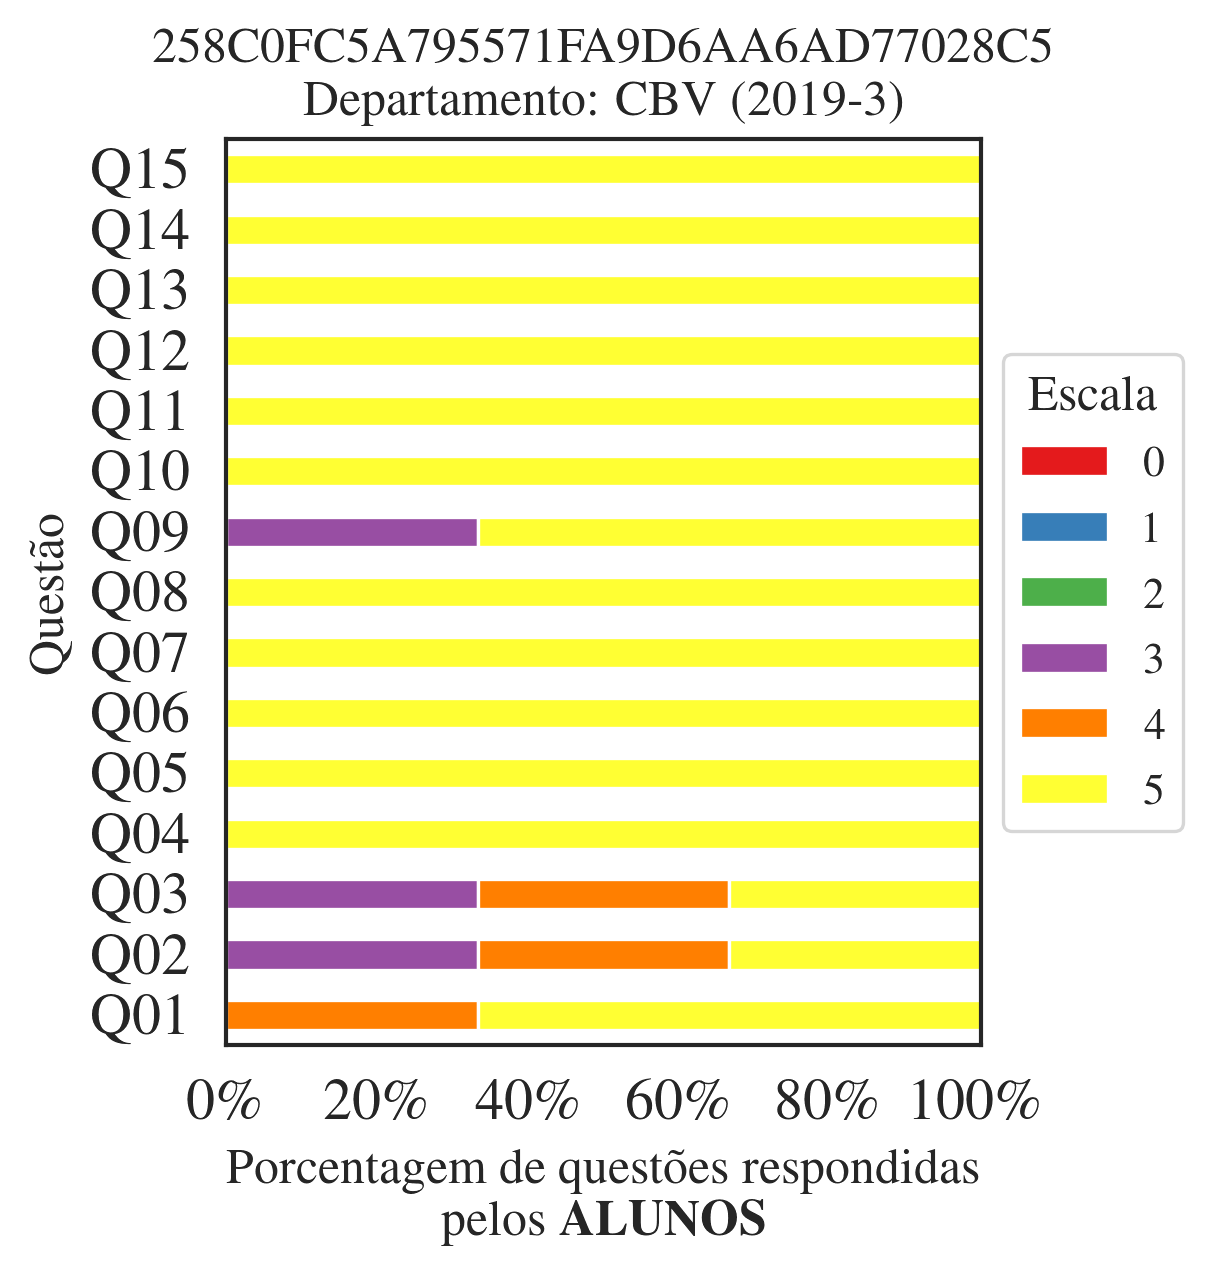 258C0FC5A795571FA9D6AA6AD77028C5
Departamento: CBV (2019-3)
Q15
Q14
Q13
Q12
Q11
Q10
Q09
Q08
Q07
Q06
Q05
Q04
Q03
Q02
Q01
Questão
0% 20% 40% 60% 80% 100%
Porcentagem de questões respondidas
pelos ALUNOS
Escala
0
1
2
3
4
5